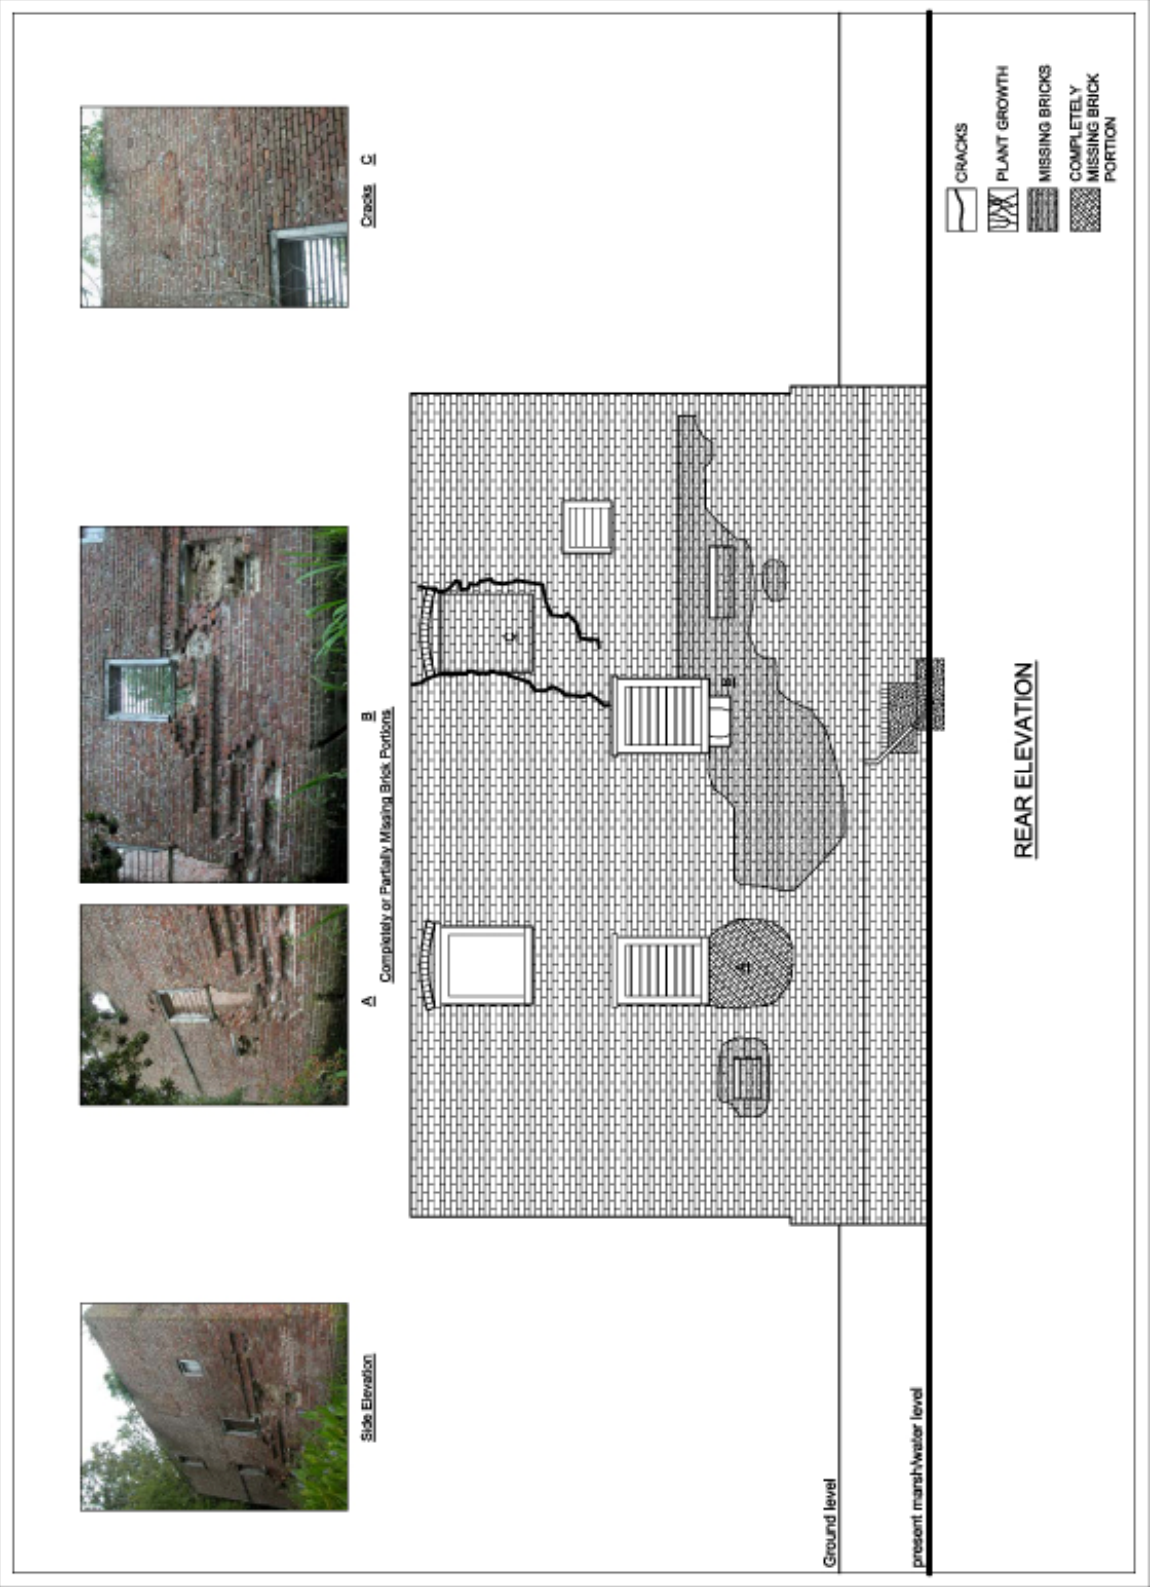 Side Elevation
A
B
Completely or Partially Missing Brick Portions
Cracks C
C
B
A
Ground level
present marsh/water level
REAR ELEVATION
CRACKS
PLANT GROWTH
MISSING BRICKS
COMPLETELY
MISSING BRICK
PORTION